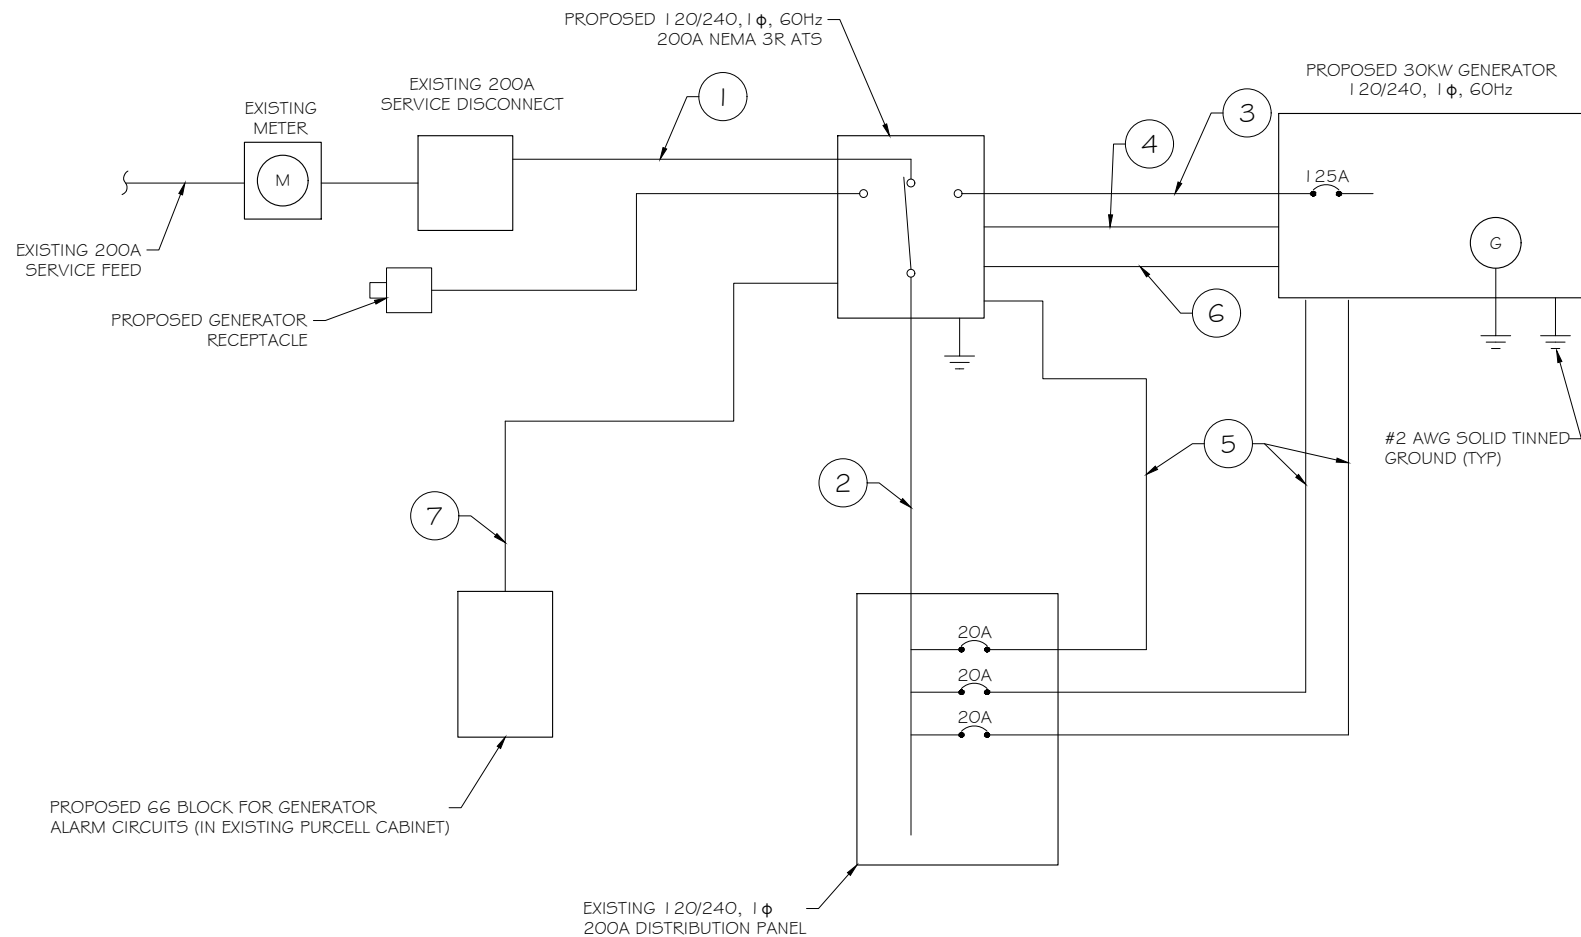 PROPOSED 120/240, 1ϕ, 60Hz
200A NEMA 3R ATS
EXISTING 200A
SERVICE DISCONNECT
1
EXISTING
METER
M
PROPOSED 30KW GENERATOR
120/240, 1ϕ, 60Hz
3
4
125A
EXISTING 200A
SERVICE FEED
G
6
PROPOSED GENERATOR
RECEPTACLE
#2 AWG SOLID TINNED
GROUND (TYP)
5
2
7
20A
20A
20A
PROPOSED 66 BLOCK FOR GENERATOR
ALARM CIRCUITS (IN EXISTING PURCELL CABINET)
EXISTING 120/240, 1ϕ
200A DISTRIBUTION PANEL